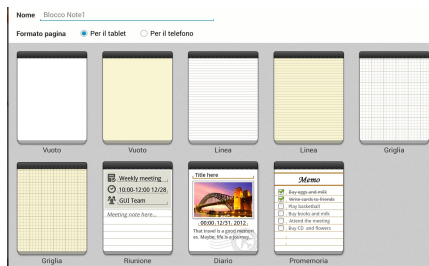 Nome Blocco Note1
Formato pagina Per il tablet Per il telefono
Vuoto Vuoto Linea Linea Griglia
Weekly meeting
10:00-12:00 12/28.
GUI Team
Meeting note here...
Title here
00:00, 12/31, 2012
That travel is a good memori
es. Maybe, life is a journey...
Memo
Buy eggs and milk
Write cards to friends
Play basketball
Buy books and milk
Attend the meeting
Buy CD and flowers
Griglia Riunione Diario Promemoria